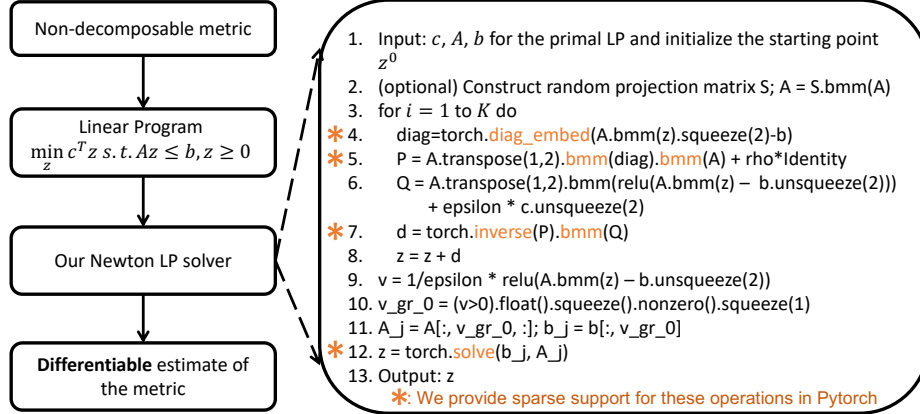 Non-decomposable metric
Linear Program
min_z c^T z s.t. Az ≤ b, z ≥ 0
Our Newton LP solver
Differentiable estimate of
the metric
1. Input: c, A, b for the primal LP and initialize the starting point
z^0
2. (optional) Construct random projection matrix S; A = S.bmm(A)
3. for i = 1 to K do
* 4. diag=torch.diag_embed(A.bmm(z).squeeze(2)-b)
* 5. P = A.transpose(1,2).bmm(diag).bmm(A) + rho*Identity
6. Q = A.transpose(1,2).bmm(relu(A.bmm(z) – b.unsqueeze(2)))
+ epsilon * c.unsqueeze(2)
* 7. d = torch.inverse(P).bmm(Q)
8. z = z + d
9. v = 1/epsilon * relu(A.bmm(z) – b.unsqueeze(2))
10. v_gr_0 = (v>0).float().squeeze().nonzero().squeeze(1)
11. A_j = A[:, v_gr_0, :]; b_j = b[:, v_gr_0]
* 12. z = torch.solve(b_j, A_j)
13. Output: z
*: We provide sparse support for these operations in Pytorch